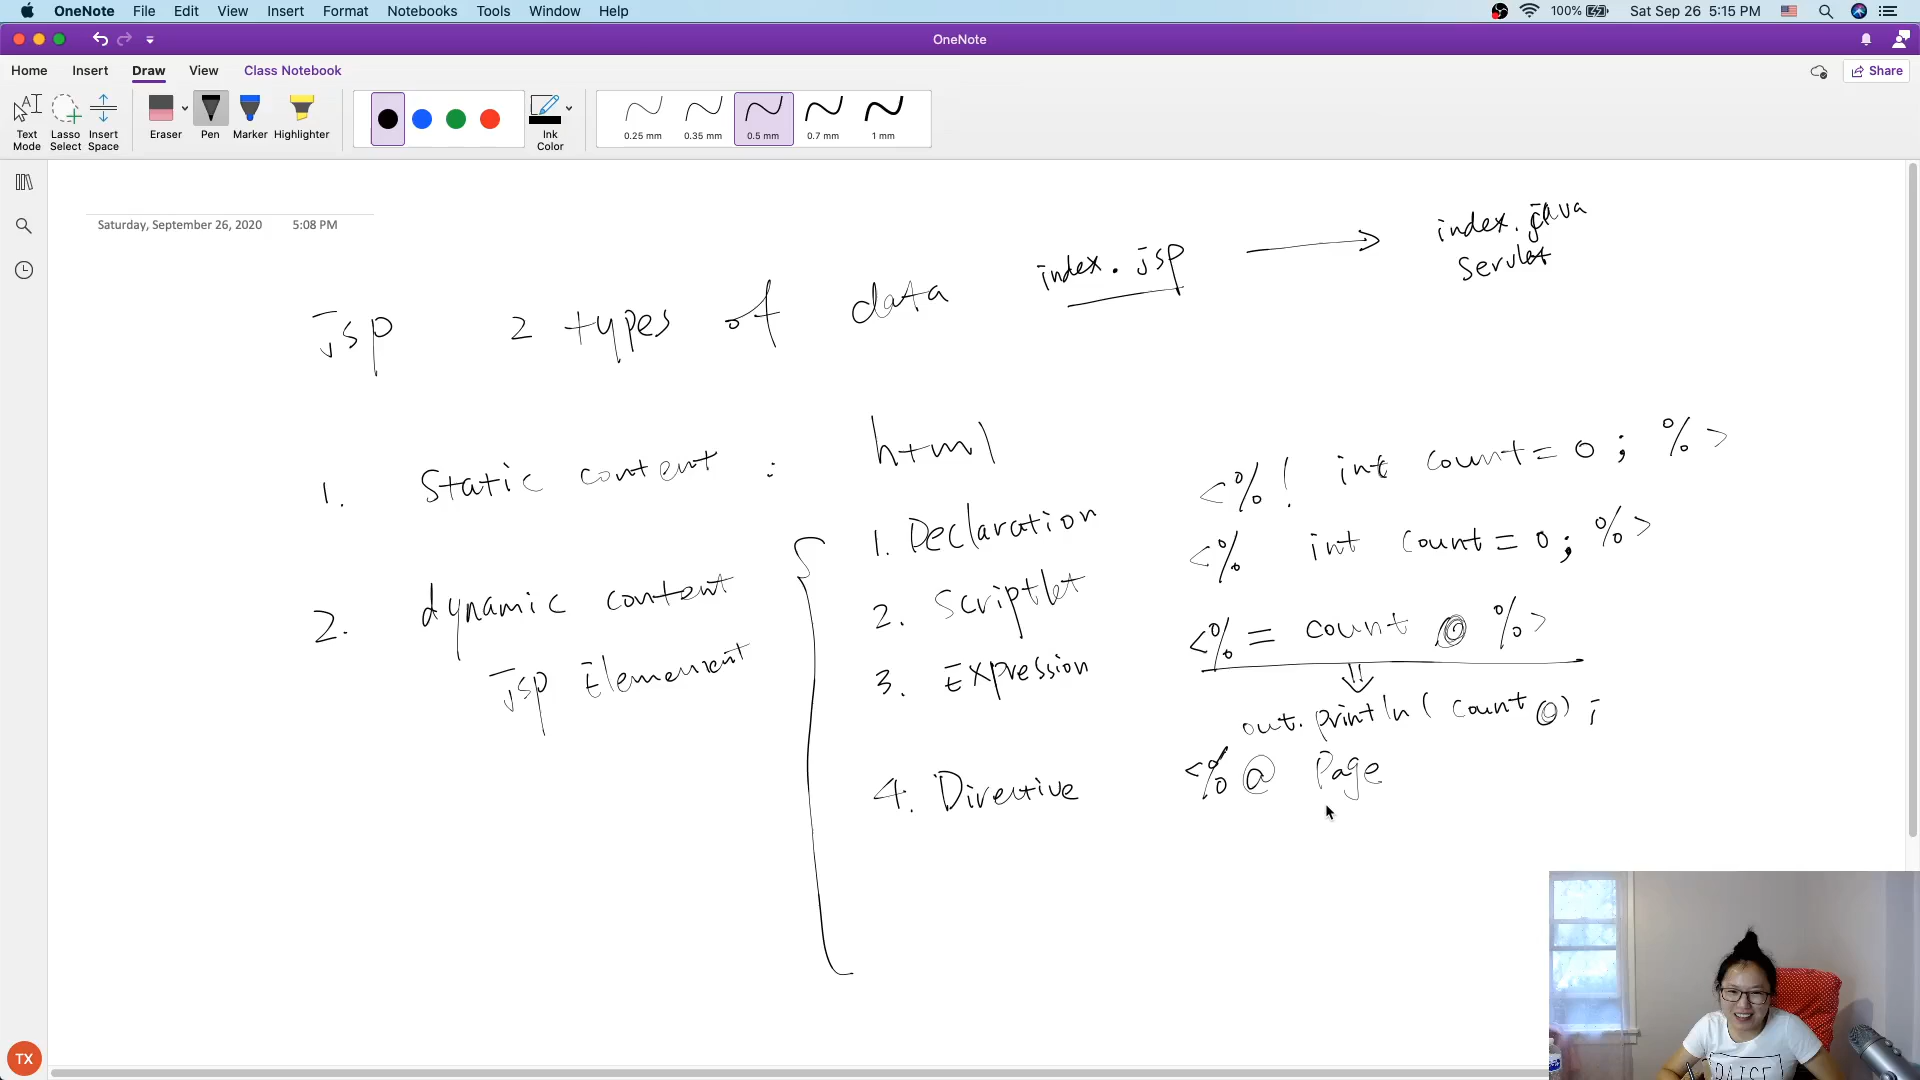 OneNote File Edit View Insert Format Notebooks Tools Window Help 100% Sat Sep 26 5:15 PM
OneNote
Home Insert Draw View Class Notebook Share
Text Mode Lasso Select Insert Space Eraser Pen Marker Highlighter Ink Color 0.25 mm 0.35 mm 0.5 mm 0.7 mm 1 mm
Saturday, September 26, 2020 5:08 PM
jsp 2 types of data index.jsp index.java
servlet
1. Static content : html
2. dynamic content
jsp Elemement
1. Declaration <%! int count = 0 ; %>
2. Scriptlet <% int count = 0 ; %>
3. Expression <%= count %>
out.println( count ) ;
4. Directive <% @ Page
TX